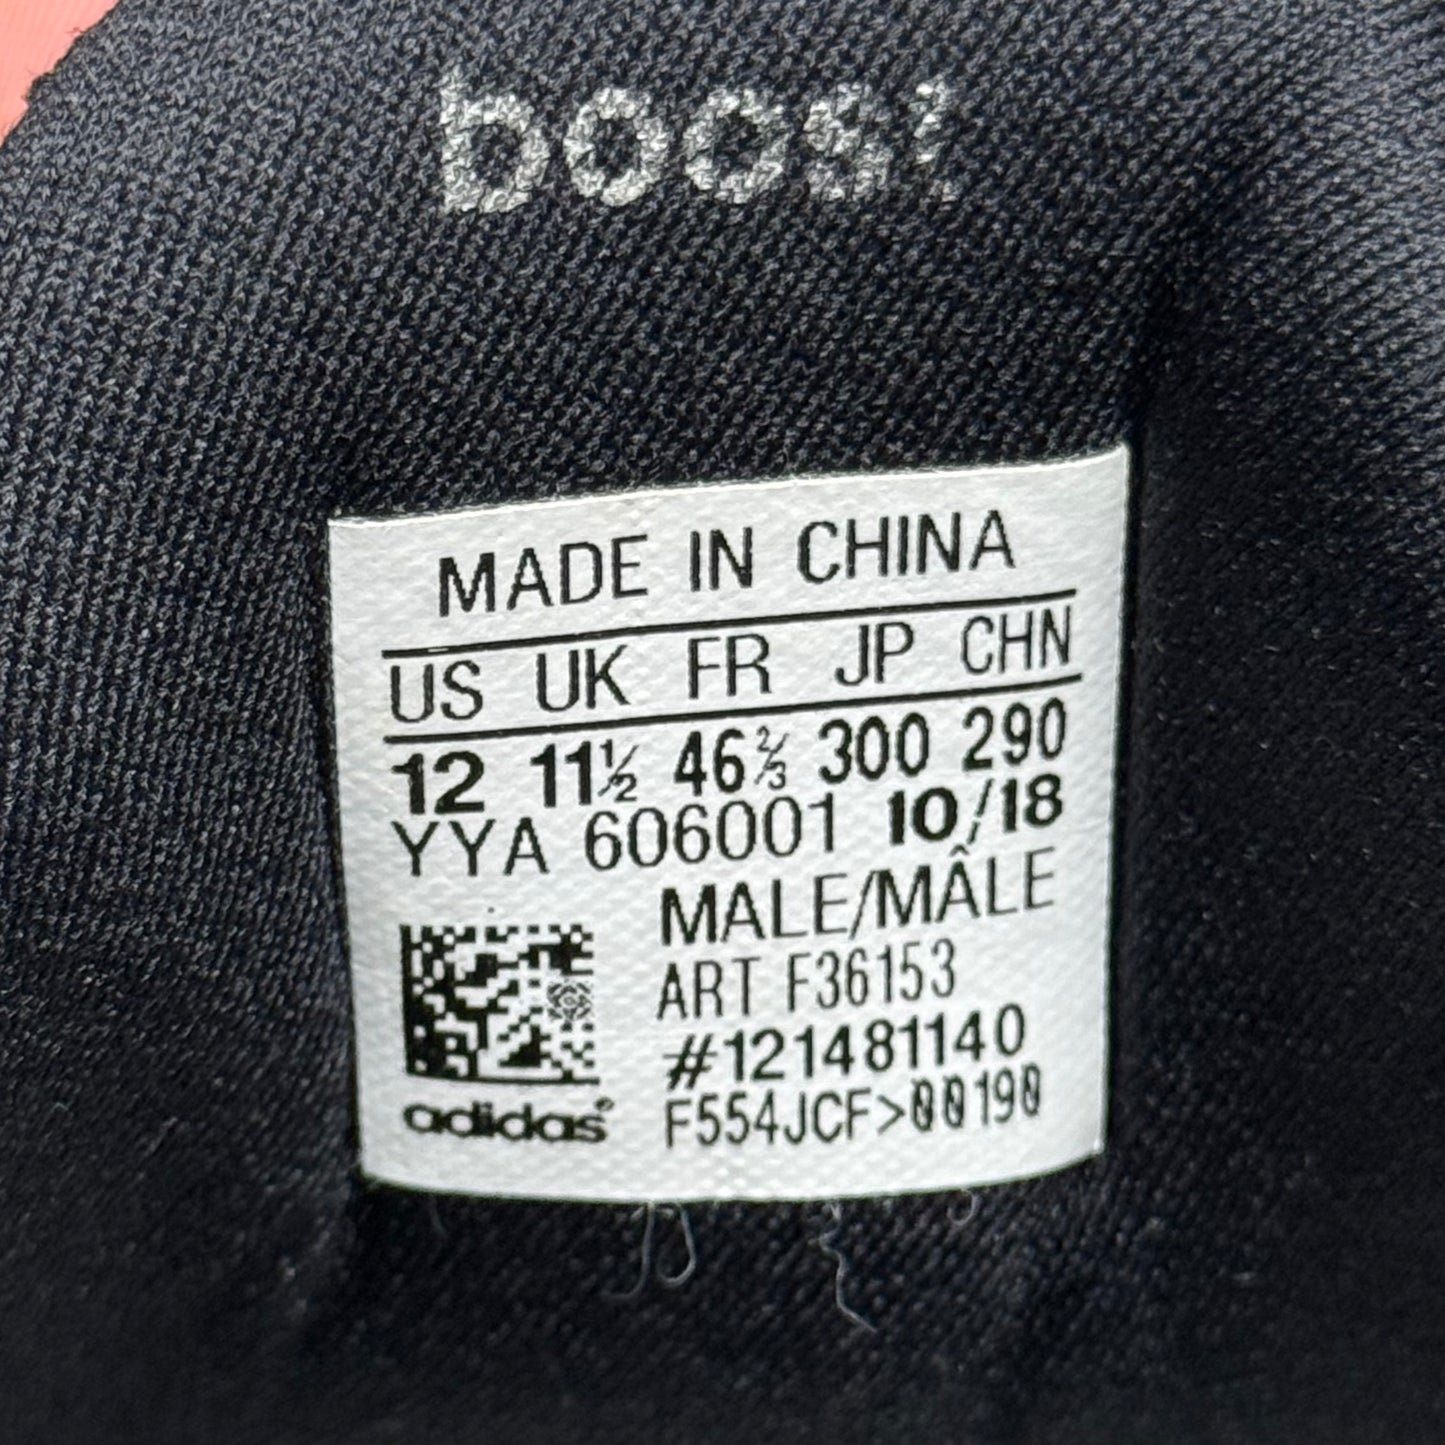 boost
MADE IN CHINA
US UK FR JP CHN
12 11½ 46⅔ 300 290
YYA 606001 10/18
MALE/MÂLE
ART F36153
#121481140
F554JCF>00190
adidas